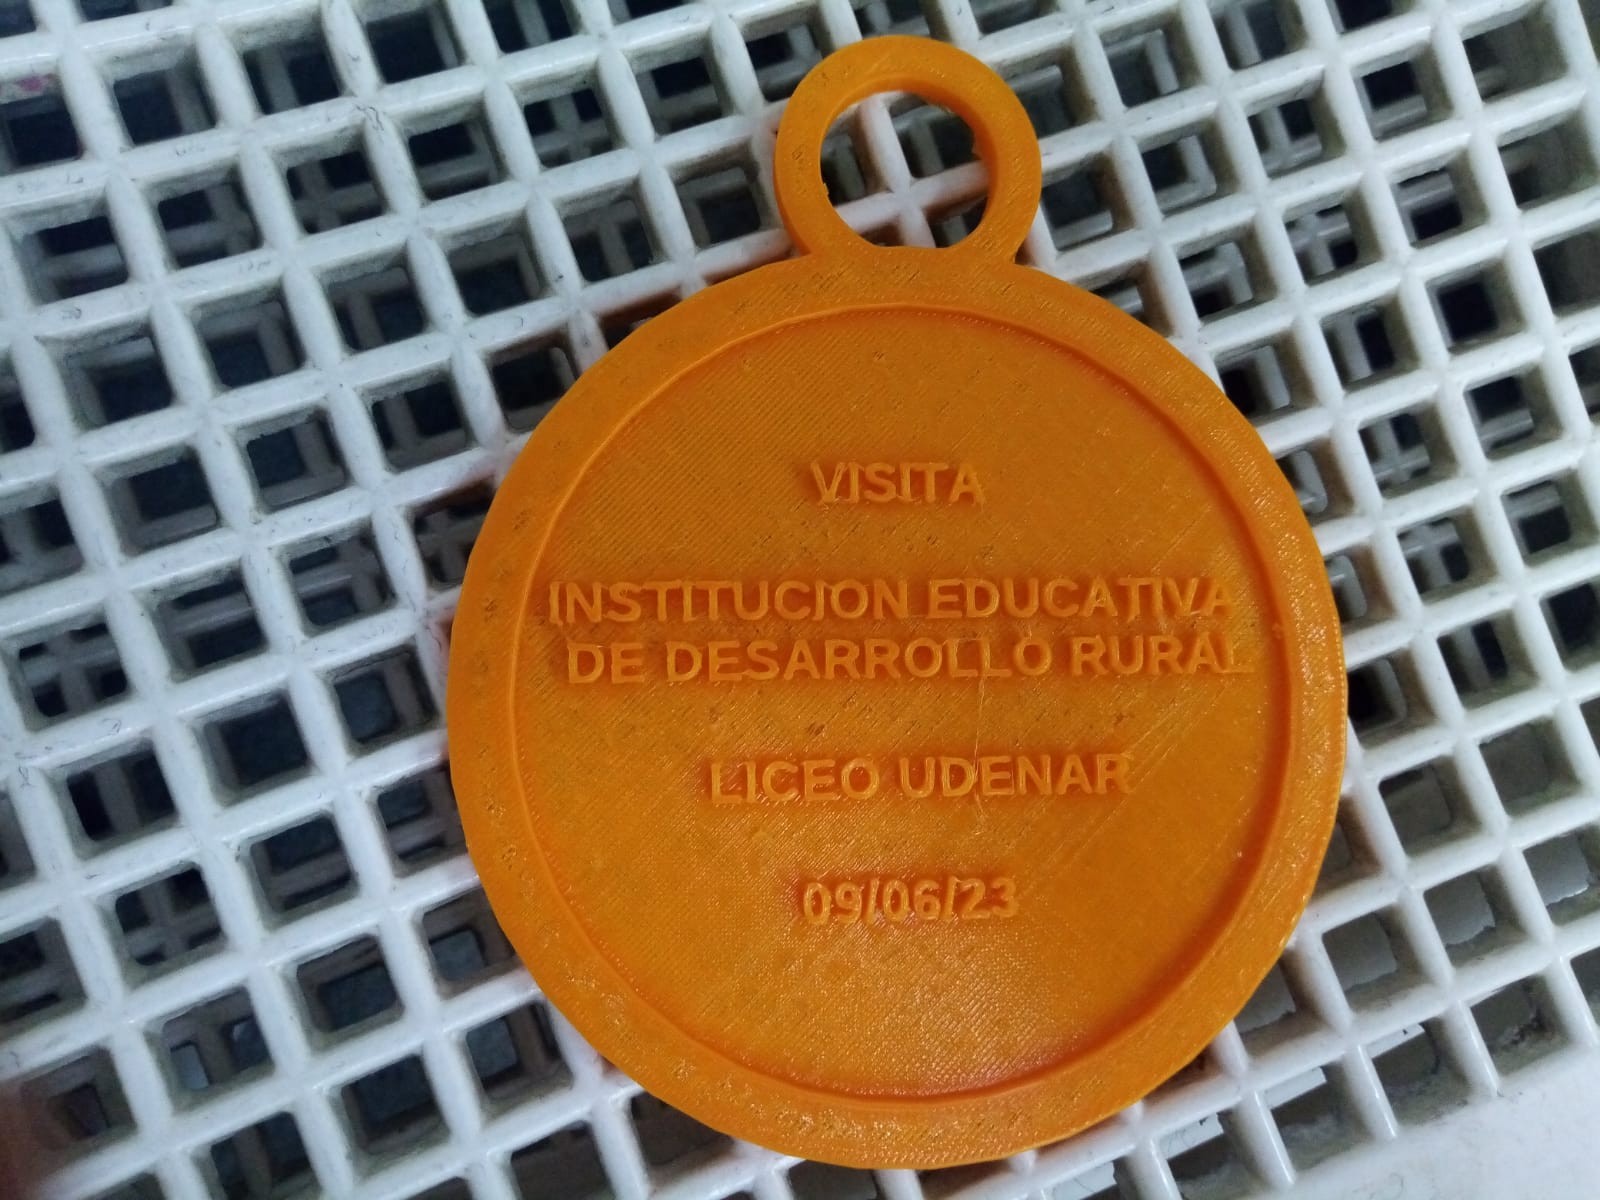 VISITA
INSTITUCION EDUCATIVA
DE DESARROLLO RURAL
LICEO UDENAR
09/06/23